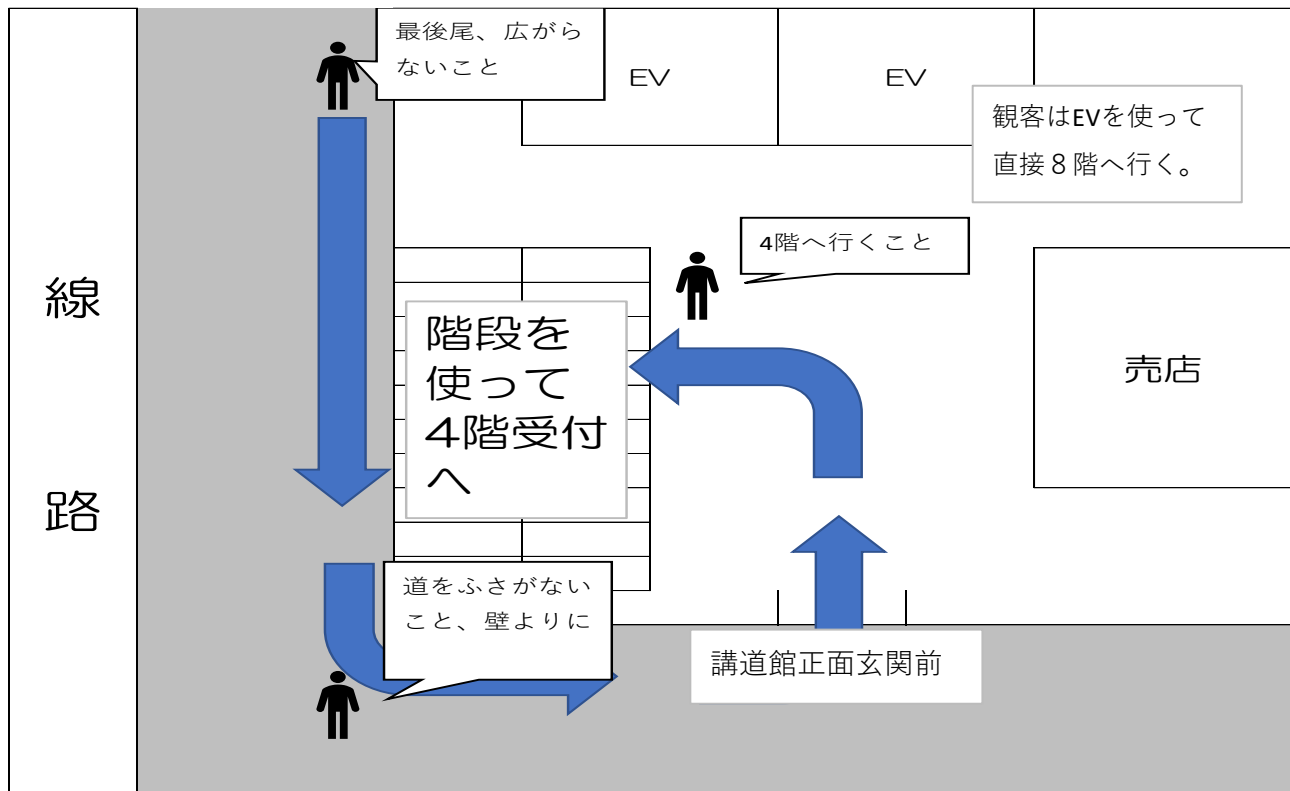 最後尾、広がら
ないこと
EV
EV
観客はEVを使って
直接８階へ行く。
4階へ行くこと
線
路
階段を
使って
4階受付
へ
売店
道をふさがない
こと、壁よりに
講道館正面玄関前